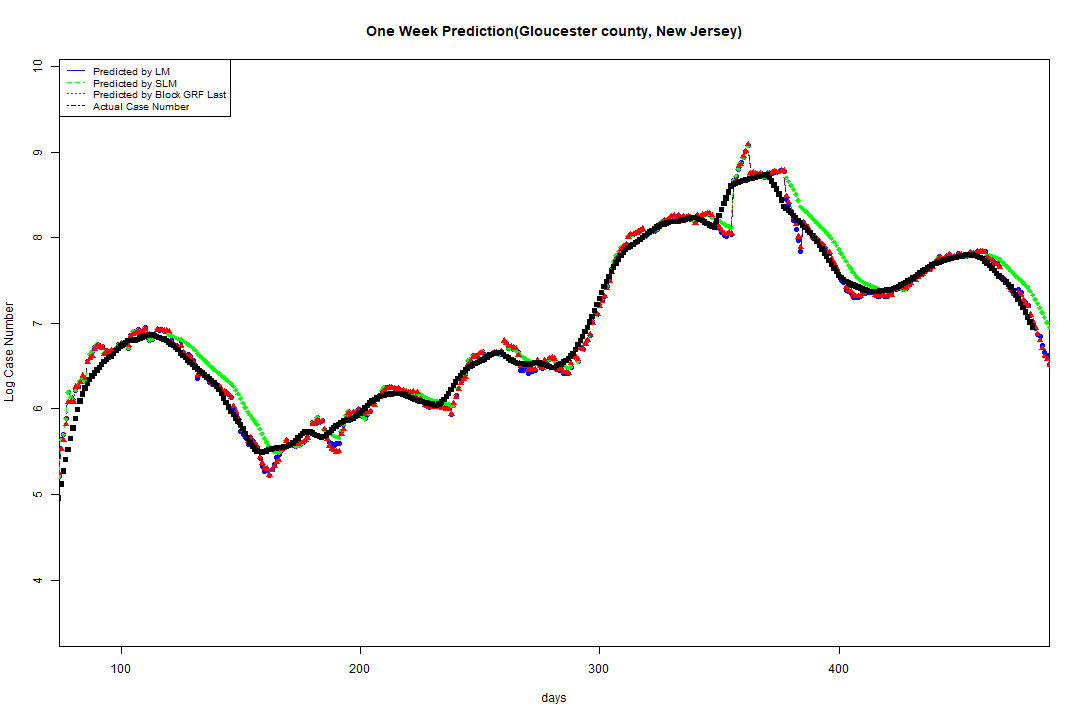 One Week Prediction(Gloucester county, New Jersey)
Predicted by LM
Predicted by SLM
Predicted by Block GRF Last
Actual Case Number
10
9
8
7
6
5
4
Log Case Number
100 200 300 400
days